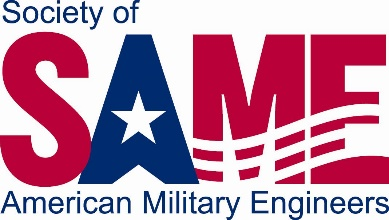 Society of
SAME
American Military Engineers